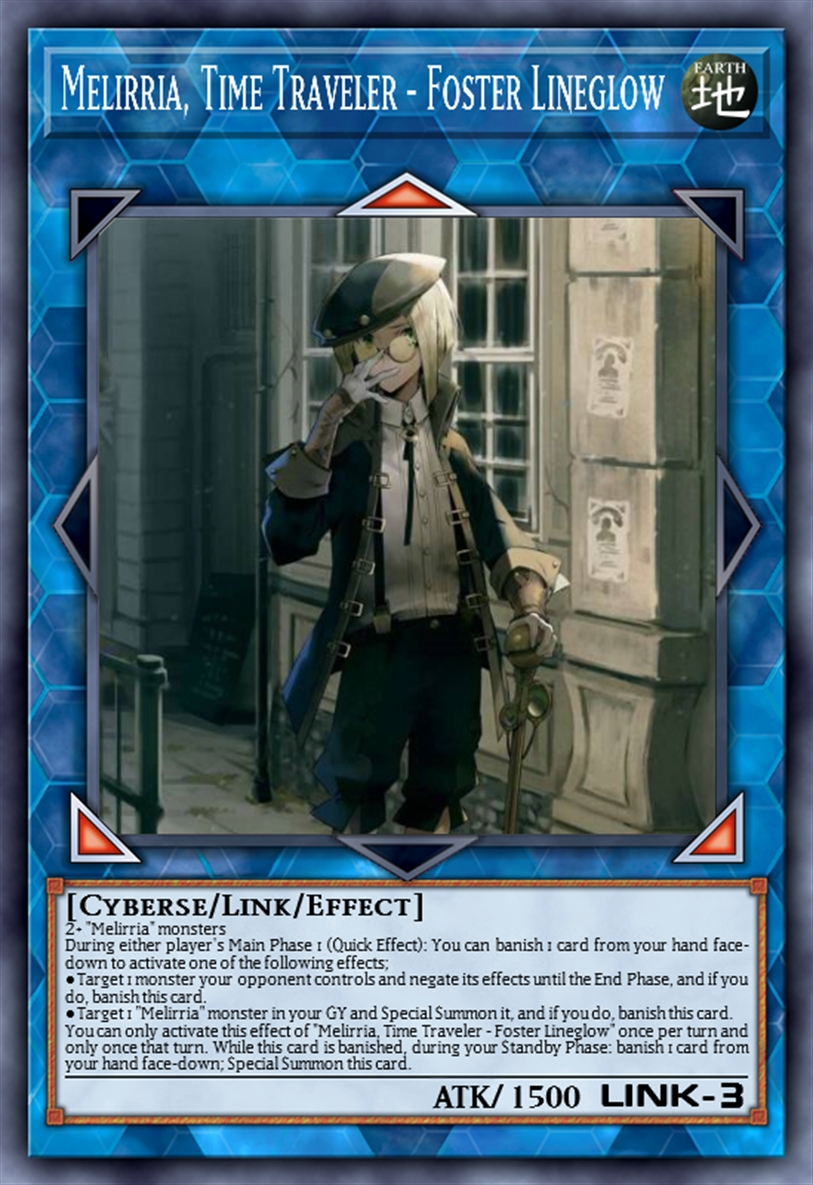 Melirria, Time Traveler - Foster Lineglow
EARTH
地
[Cyberse/Link/Effect]
2+ "Melirria" monsters
During either player's Main Phase 1 (Quick Effect): You can banish 1 card from your hand face-
down to activate one of the following effects;
●Target 1 monster your opponent controls and negate its effects until the End Phase, and if you
do, banish this card.
●Target 1 "Melirria" monster in your GY and Special Summon it, and if you do, banish this card.
You can only activate this effect of "Melirria, Time Traveler - Foster Lineglow" once per turn and
only once that turn. While this card is banished, during your Standby Phase: banish 1 card from
your hand face-down; Special Summon this card.
ATK/ 1500 LINK-3